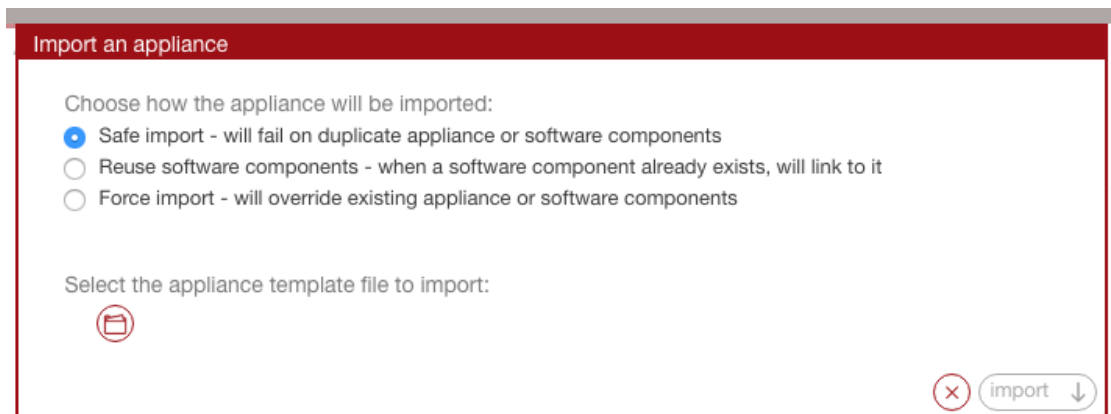 Import an appliance
Choose how the appliance will be imported:
Safe import - will fail on duplicate appliance or software components
Reuse software components - when a software component already exists, will link to it
Force import - will override existing appliance or software components
Select the appliance template file to import:
import